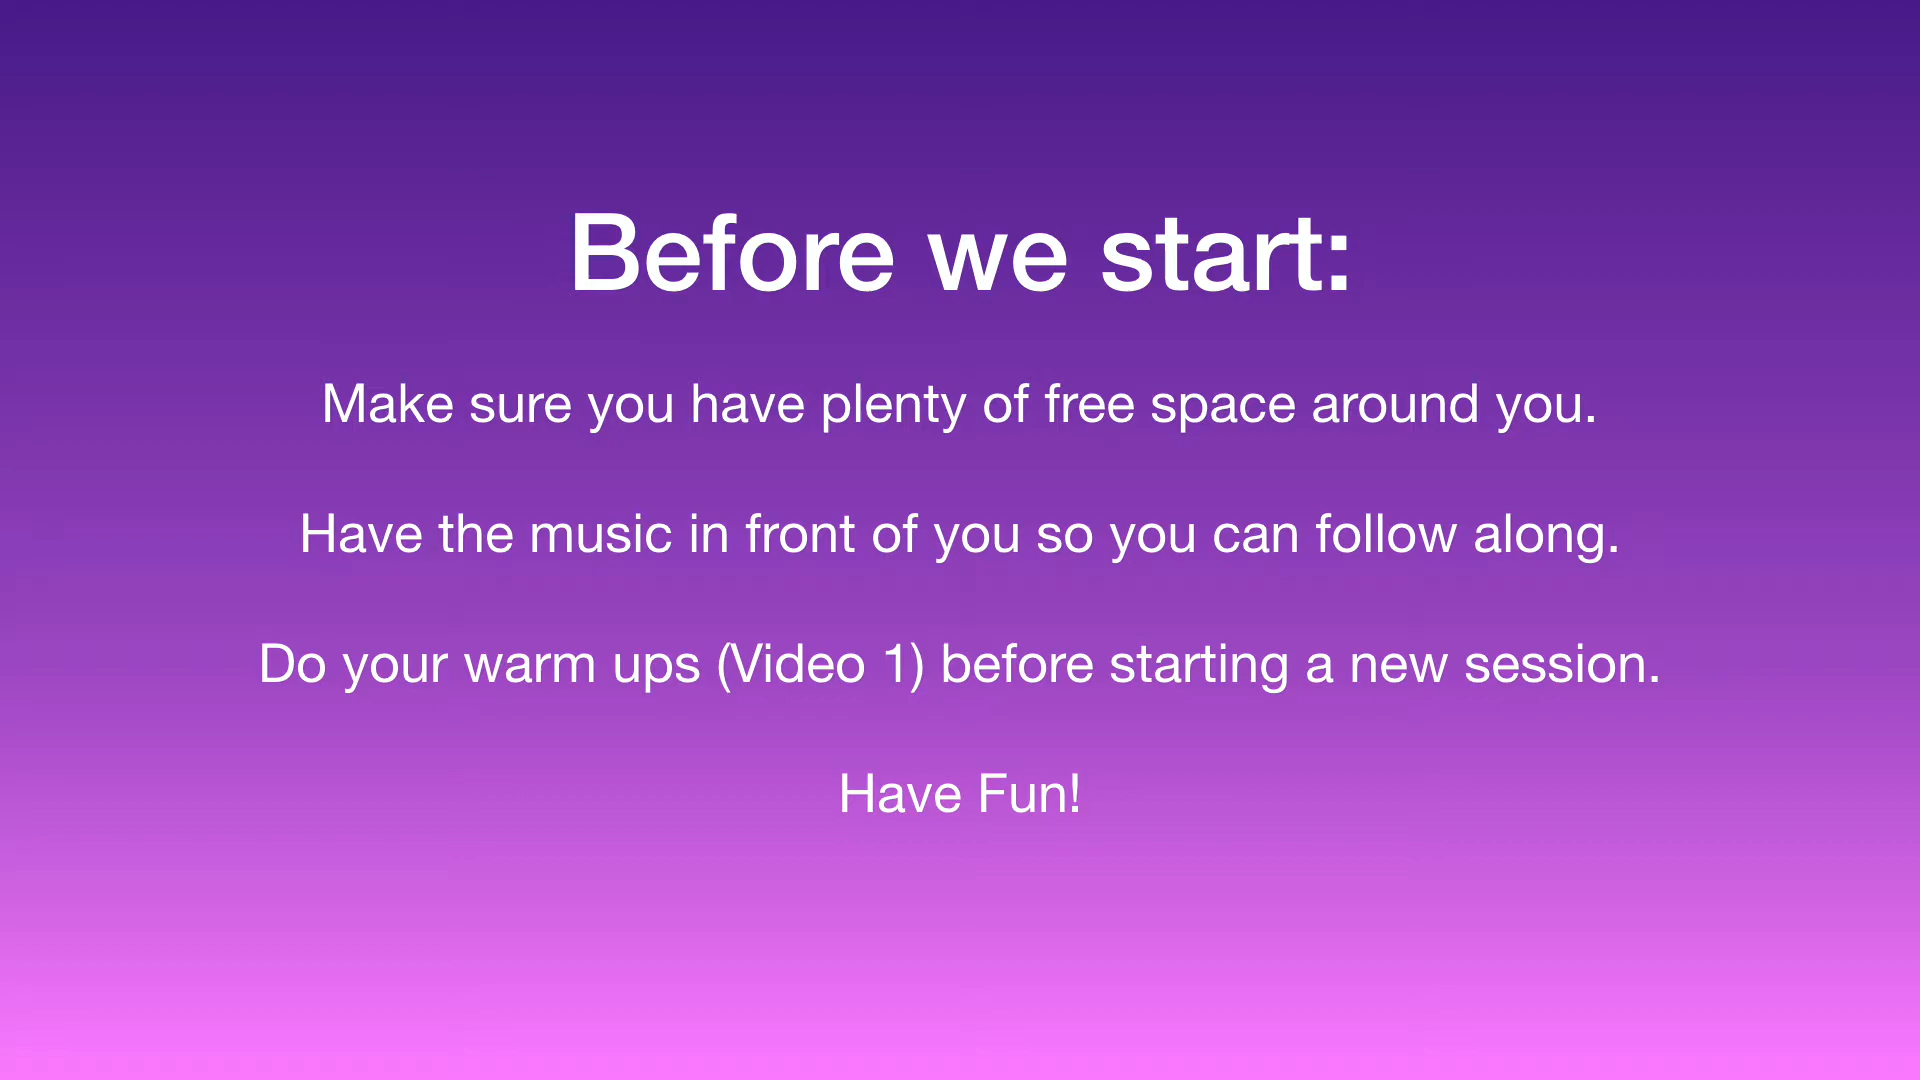 Before we start:
Make sure you have plenty of free space around you.
Have the music in front of you so you can follow along.
Do your warm ups (Video 1) before starting a new session.
Have Fun!